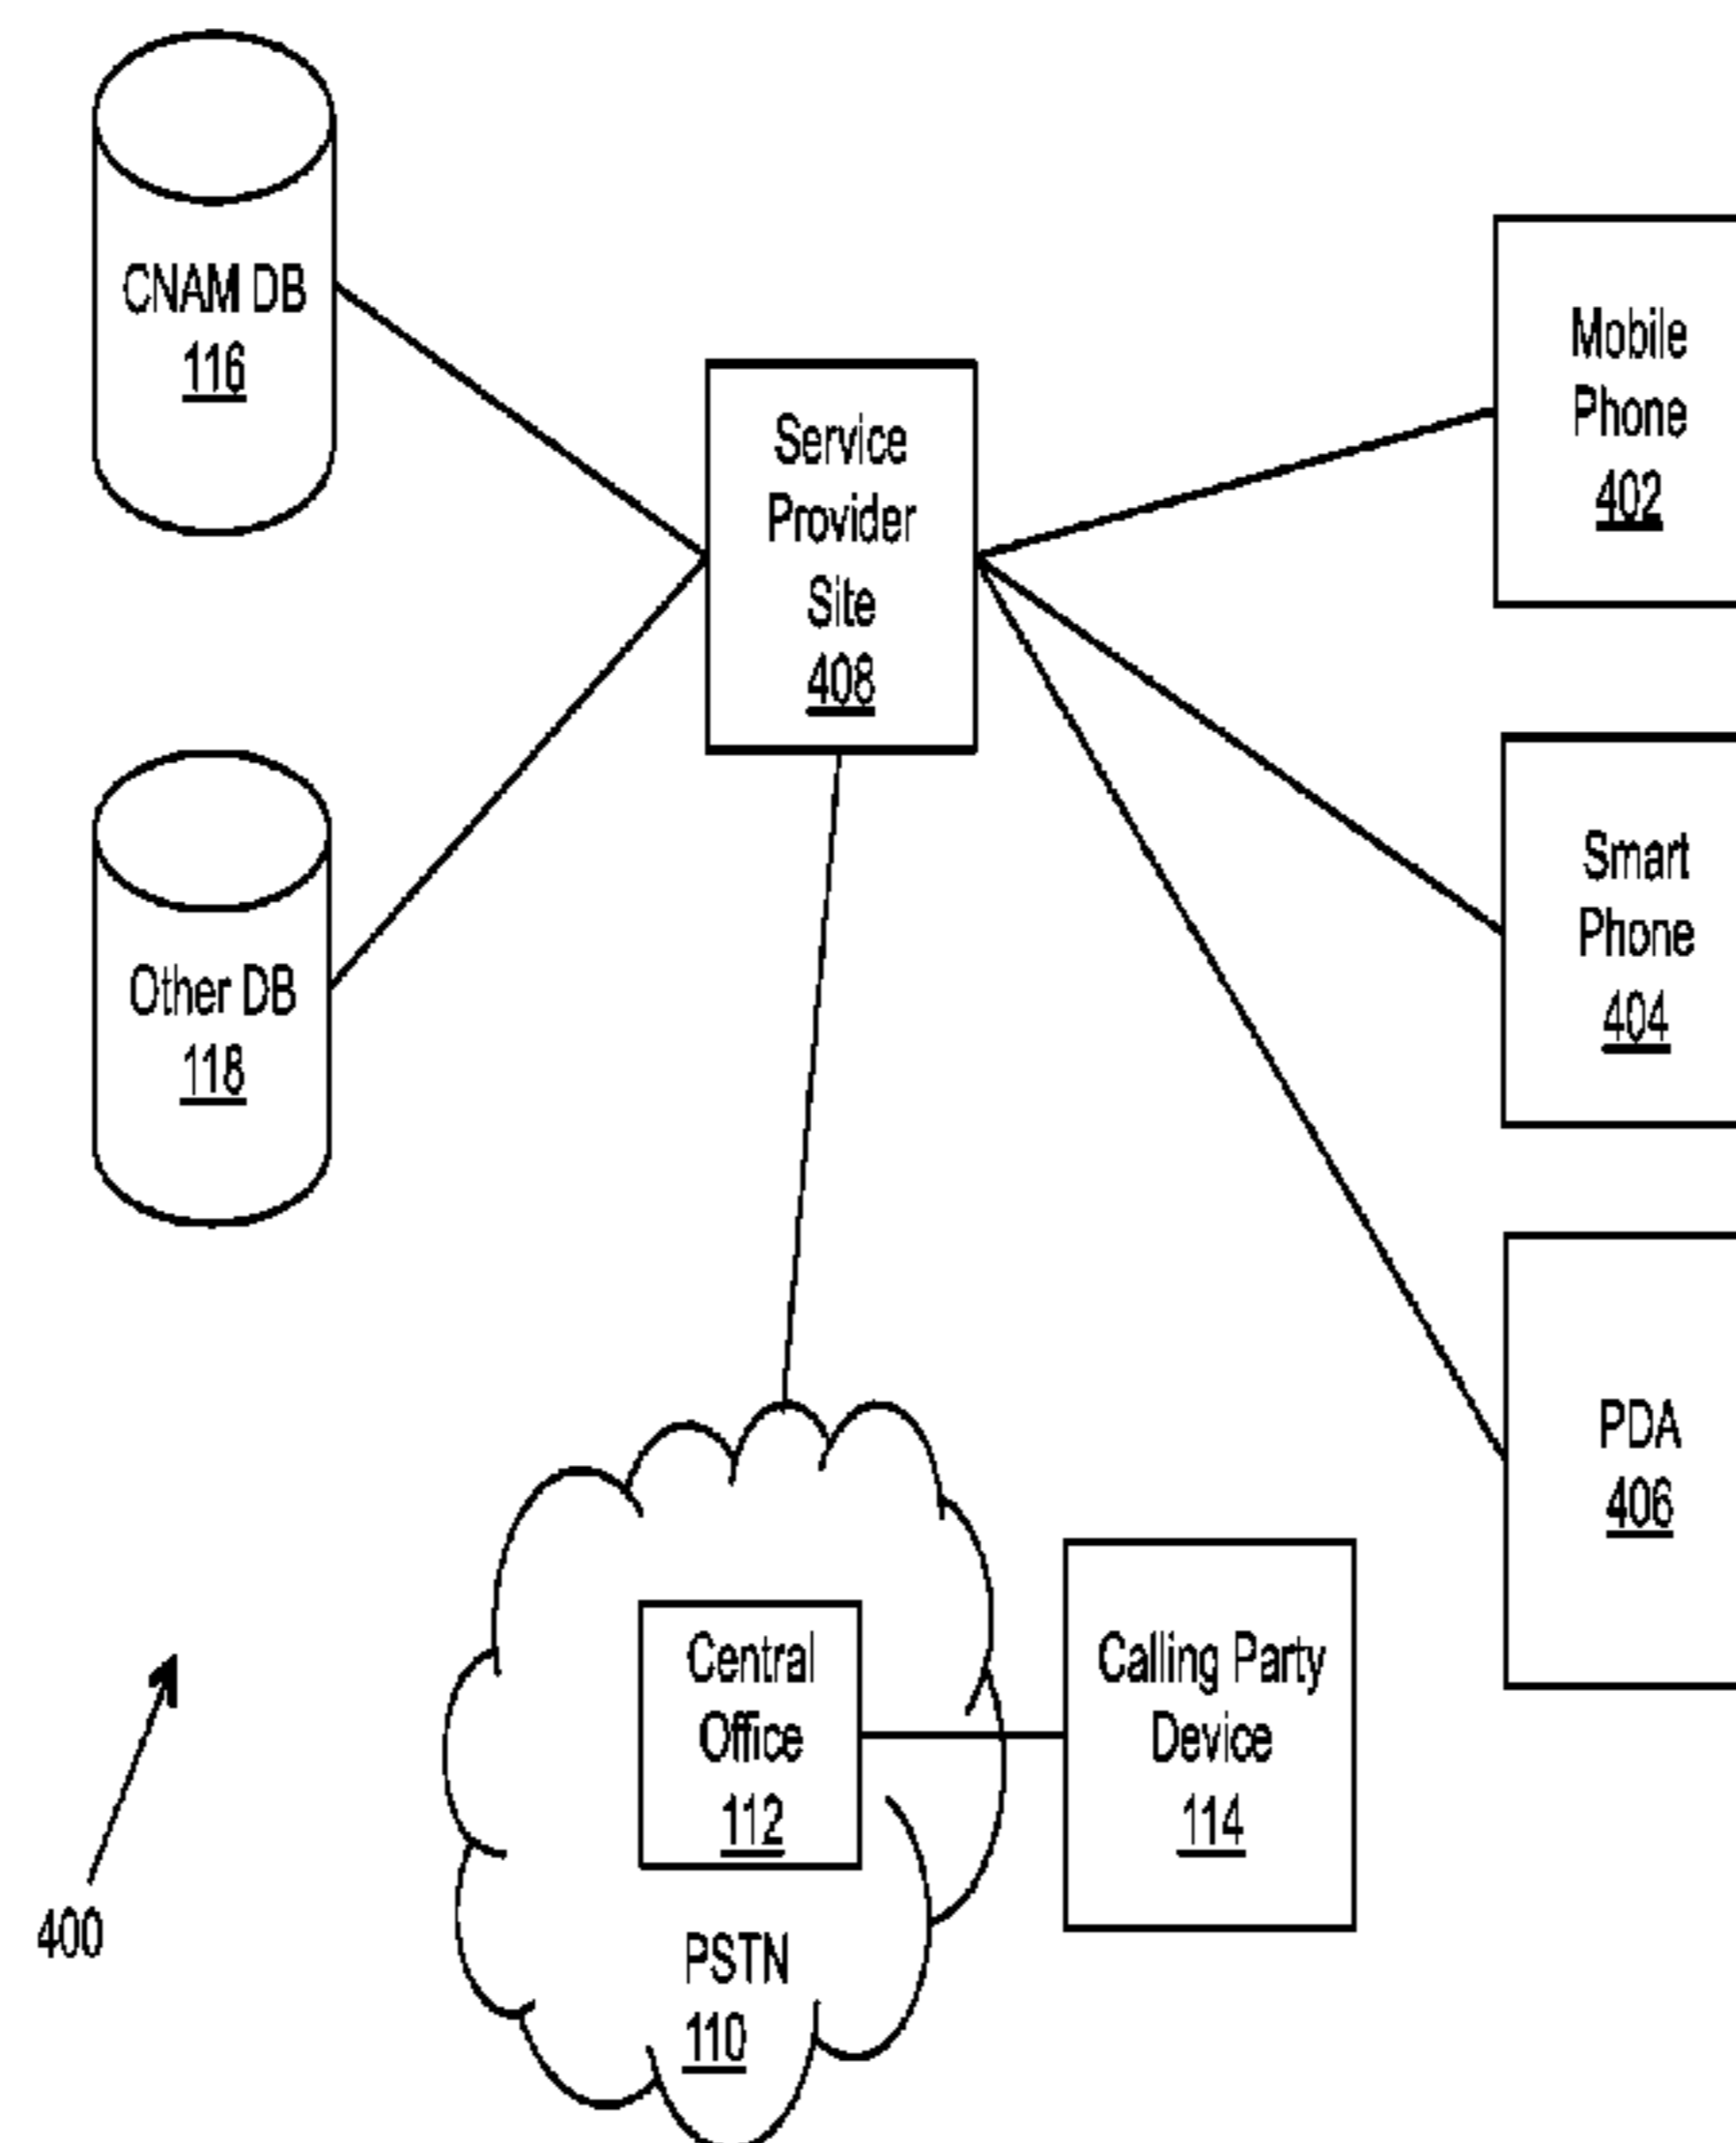 CNAM DB
116
Service
Provider
Site
408
Mobile
Phone
402
Other DB
118
Smart
Phone
404
PDA
406
Central
Office
112
Calling Party
Device
114
PSTN
110
400